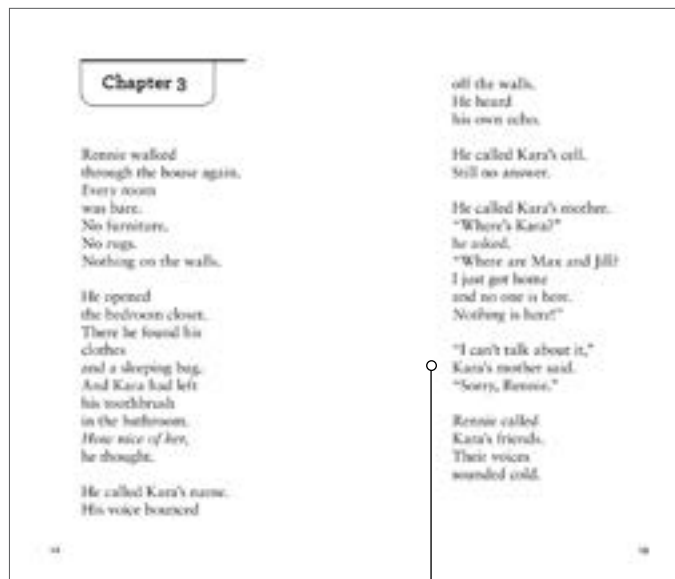 Chapter 3
Rennie walked
through the house again.
Every room
was bare.
No furniture.
No rugs.
Nothing on the walls.
He opened
the bedroom closet.
There he found his
clothes
and a sleeping bag.
And Kara had left
his toothbrush
in the bathroom.
How nice of her,
he thought.
He called Kara's name.
His voice bounced
off the walls.
He heard
his own echo.
He called Kara's cell.
Still no answer.
He called Kara's mother.
"Where's Kara?"
he asked.
"Where are Max and Jill?
I just got home
and no one is here.
Nothing is here!"
"I can't talk about it,"
Kara's mother said.
"Sorry, Rennie."
Rennie called
Kara's friends.
Their voices
sounded cold.